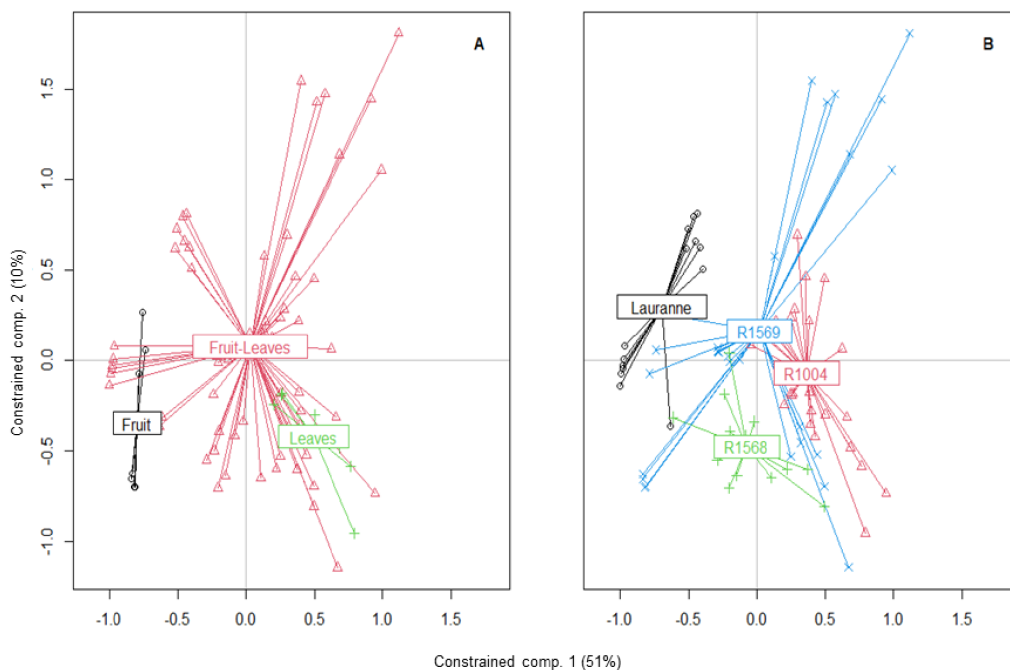 A
B
Constrained comp. 2 (10%)
1.5
1.0
0.5
0.0
-0.5
-1.0
Fruit-Leaves
Fruit
Leaves
Lauranne
R1569
R1004
R1568
-1.0 -0.5 0.0 0.5 1.0 1.5
-1.0 -0.5 0.0 0.5 1.0 1.5
Constrained comp. 1 (51%)